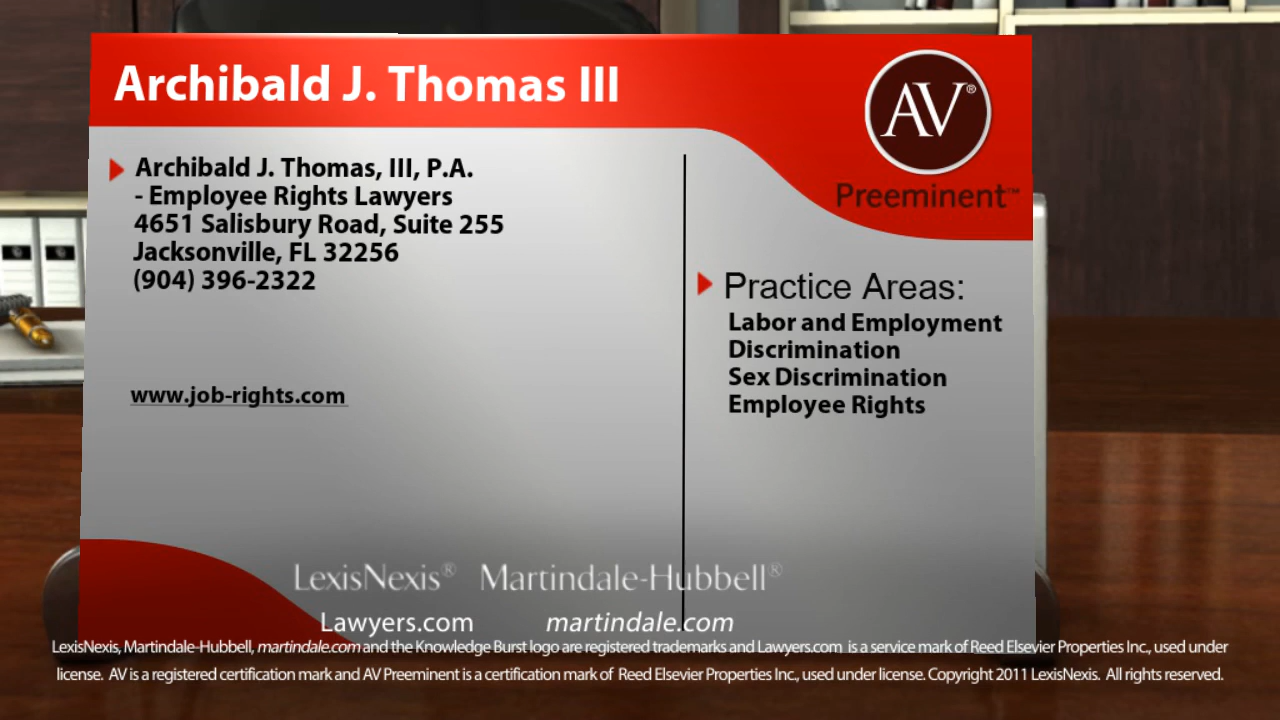 Archibald J. Thomas III
AV®
Preeminent™
Archibald J. Thomas, III, P.A.
- Employee Rights Lawyers
4651 Salisbury Road, Suite 255
Jacksonville, FL 32256
(904) 396-2322
www.job-rights.com
Practice Areas:
Labor and Employment
Discrimination
Sex Discrimination
Employee Rights
LexisNexis® Martindale-Hubbell®
Lawyers.com martindale.com
LexisNexis, Martindale-Hubbell, martindale.com and the Knowledge Burst logo are registered trademarks and Lawyers.com is a service mark of Reed Elsevier Properties Inc., used under
license. AV is a registered certification mark and AV Preeminent is a certification mark of Reed Elsevier Properties Inc., used under license. Copyright 2011 LexisNexis. All rights reserved.